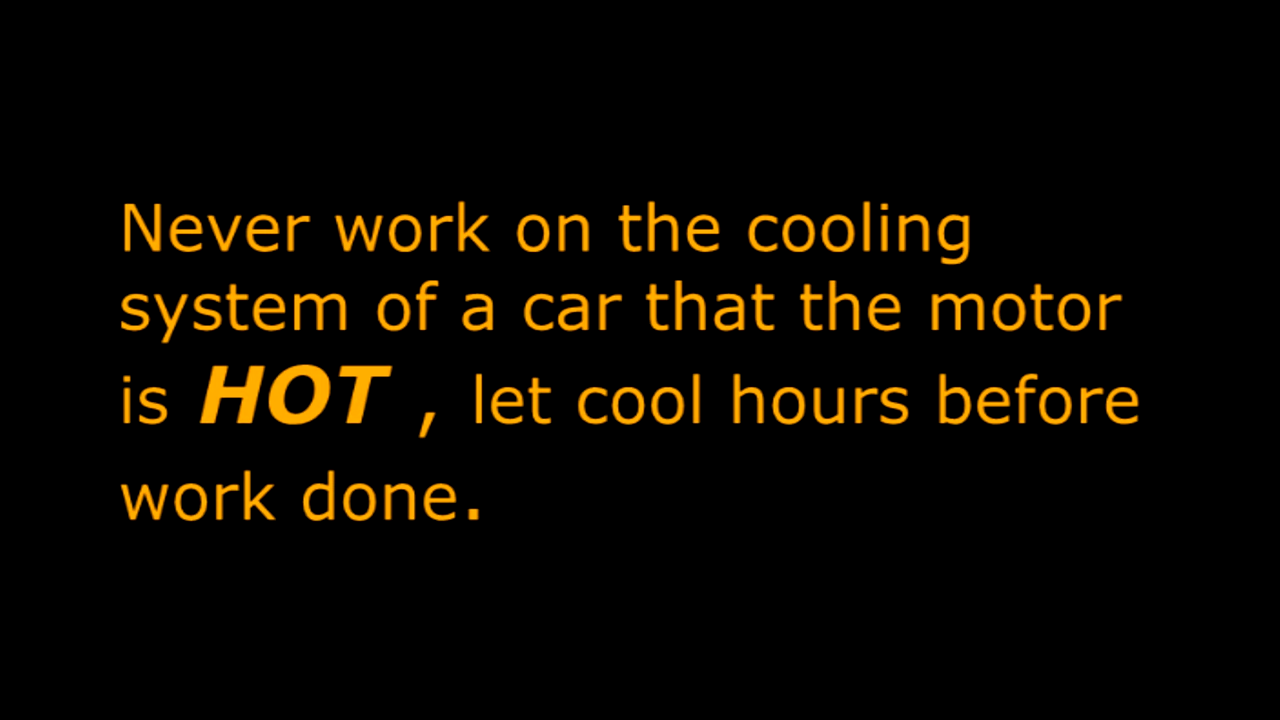 Never work on the cooling
system of a car that the motor
is HOT , let cool hours before
work done.